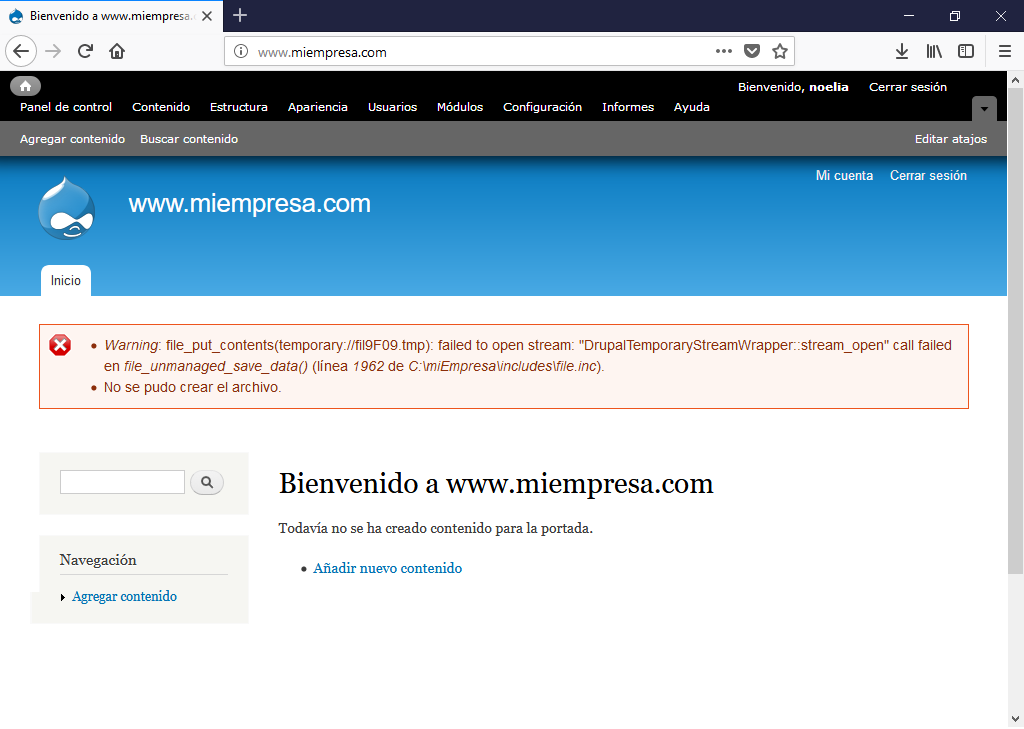 Bienvenido a www.miempresa.
www.miempresa.com
Bienvenido, noelia Cerrar sesión
Panel de control Contenido Estructura Apariencia Usuarios Módulos Configuración Informes Ayuda
Agregar contenido Buscar contenido Editar atajos
Mi cuenta Cerrar sesión
www.miempresa.com
Inicio
Warning: file_put_contents(temporary://fil9F09.tmp): failed to open stream: "DrupalTemporaryStreamWrapper::stream_open" call failed
en file_unmanaged_save_data() (línea 1962 de C:\miEmpresa\includes\file.inc).
No se pudo crear el archivo.
Bienvenido a www.miempresa.com
Todavía no se ha creado contenido para la portada.
Añadir nuevo contenido
Navegación
Agregar contenido